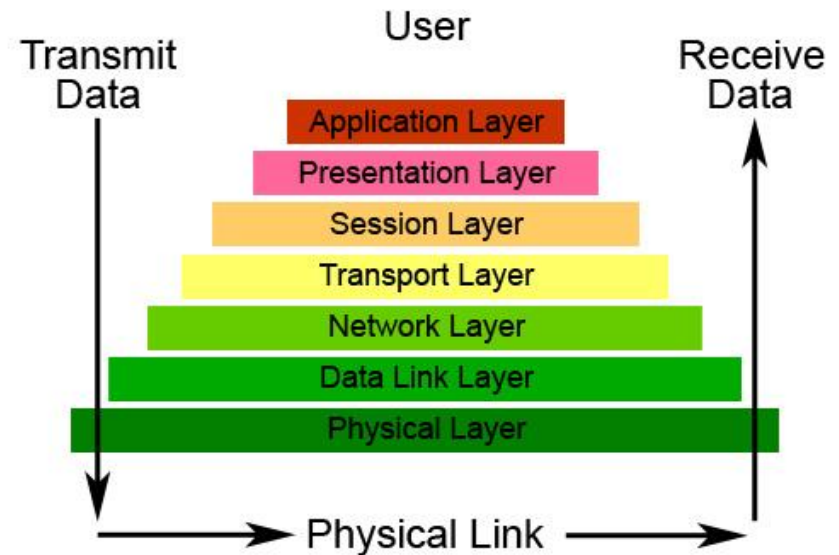 User
Transmit
Data
Receive
Data
Application Layer
Presentation Layer
Session Layer
Transport Layer
Network Layer
Data Link Layer
Physical Layer
Physical Link